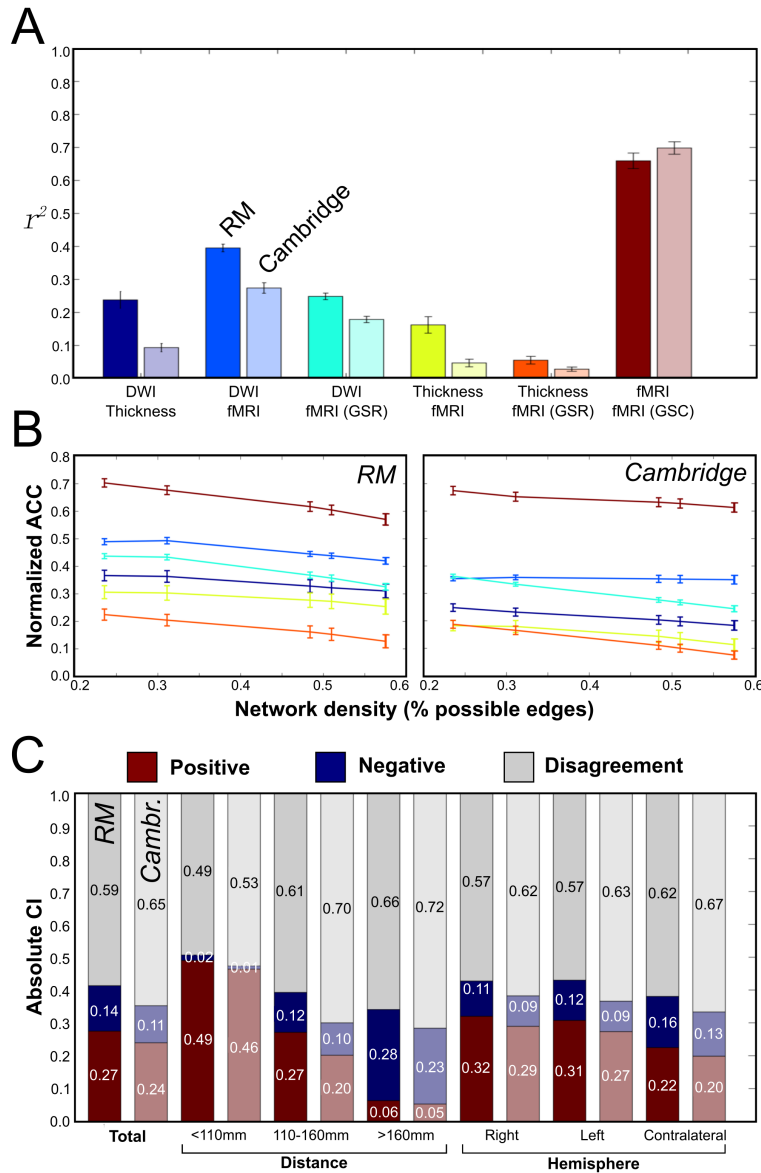 A
1.0
0.9
0.8
0.7
0.6
0.5
0.4
0.3
0.2
0.1
0.0
r²
RM
Cambridge
DWI
Thickness
DWI
fMRI
DWI
fMRI (GSR)
Thickness
fMRI
Thickness
fMRI (GSR)
fMRI
fMRI (GSC)
B
Normalized ACC
0.8
0.7
0.6
0.5
0.4
0.3
0.2
0.1
0.0
RM
Cambridge
0.2
0.3
0.5
0.6
0.2
0.3
0.5
0.6
Network density (% possible edges)
C
Positive
Negative
Disagreement
Absolute CI
1.0
0.9
0.8
0.7
0.6
0.5
0.4
0.3
0.2
0.1
0.0
RM
Cambr.
0.59
0.65
0.49
0.53
0.61
0.70
0.66
0.72
0.57
0.62
0.57
0.63
0.62
0.67
0.14
0.11
0.02
0.01
0.12
0.10
0.28
0.23
0.11
0.09
0.12
0.09
0.16
0.13
0.27
0.24
0.49
0.46
0.27
0.20
0.06
0.05
0.32
0.29
0.31
0.27
0.22
0.20
Total
<110mm
110-160mm
>160mm
Right
Left
Contralateral
Distance
Hemisphere